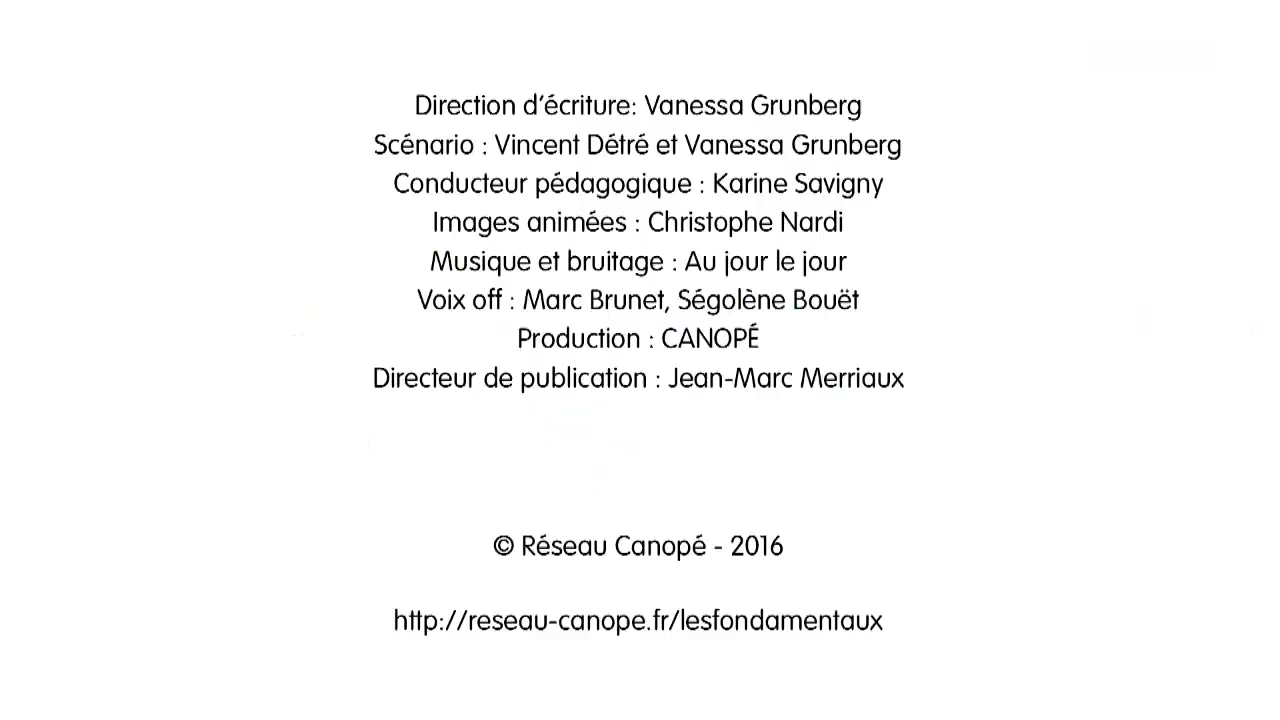 Direction d'écriture: Vanessa Grunberg
Scénario : Vincent Détré et Vanessa Grunberg
Conducteur pédagogique : Karine Savigny
Images animées : Christophe Nardi
Musique et bruitage : Au jour le jour
Voix off : Marc Brunet, Ségolène Bouët
Production : CANOPÉ
Directeur de publication : Jean-Marc Merriaux
© Réseau Canopé - 2016
http://reseau-canope.fr/lesfondamentaux